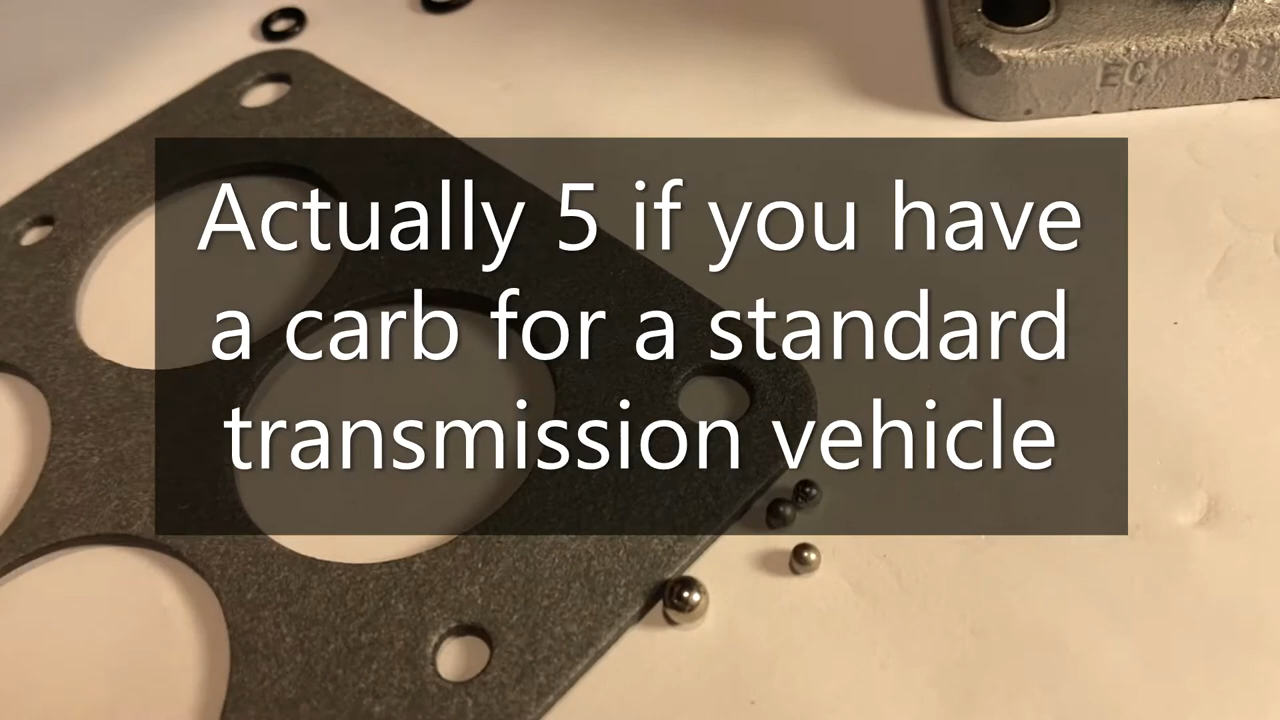 Actually 5 if you have
a carb for a standard
transmission vehicle